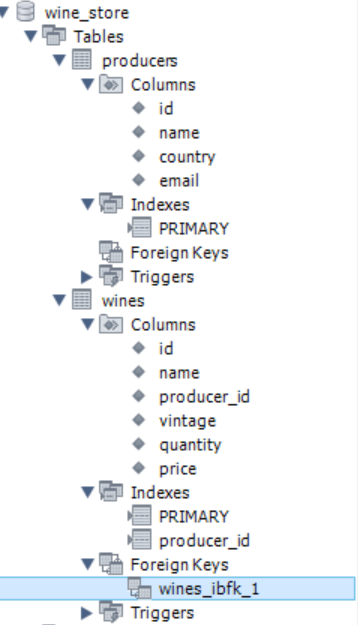 wine_store
Tables
producers
Columns
id
name
country
email
Indexes
PRIMARY
Foreign Keys
Triggers
wines
Columns
id
name
producer_id
vintage
quantity
price
Indexes
PRIMARY
producer_id
Foreign Keys
wines_ibfk_1
Triggers